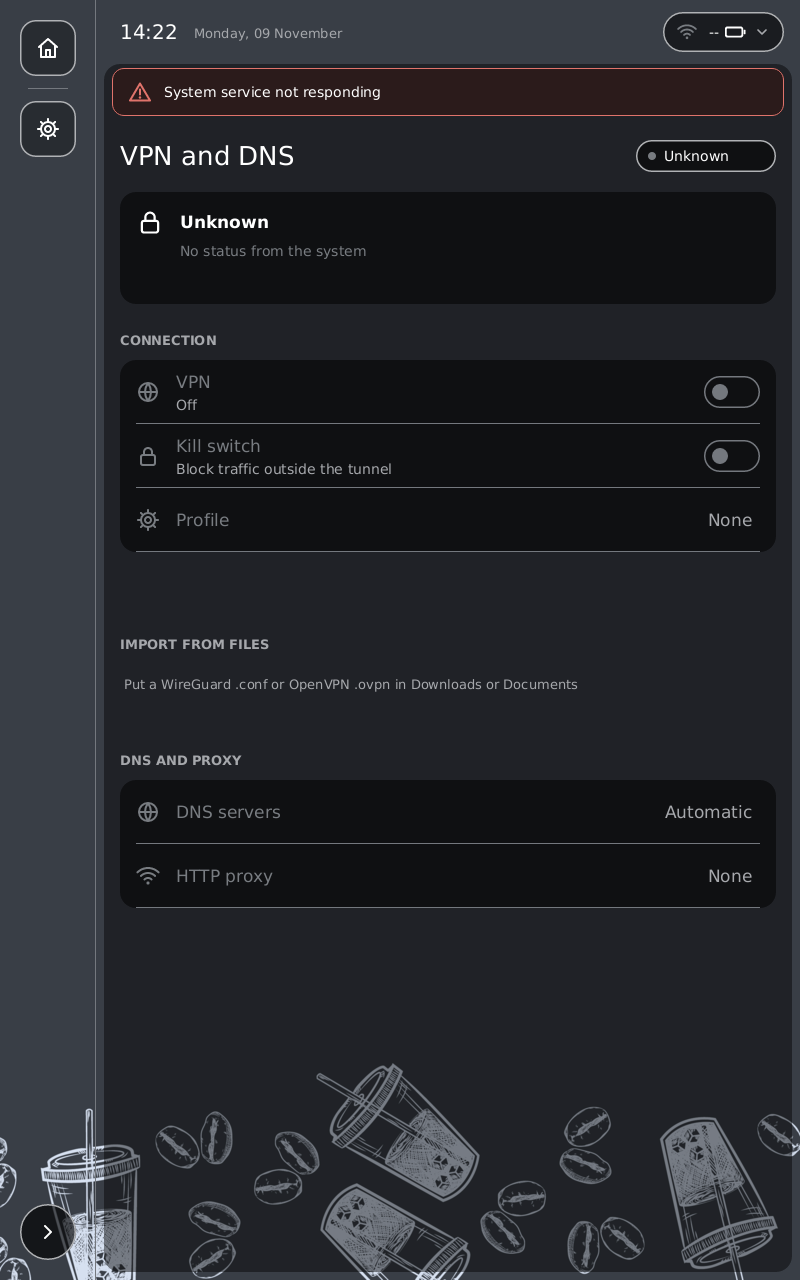 14:22 Monday, 09 November --
System service not responding
VPN and DNS Unknown
Unknown
No status from the system
CONNECTION
VPN
Off
Kill switch
Block traffic outside the tunnel
Profile None
IMPORT FROM FILES
Put a WireGuard .conf or OpenVPN .ovpn in Downloads or Documents
DNS AND PROXY
DNS servers Automatic
HTTP proxy None